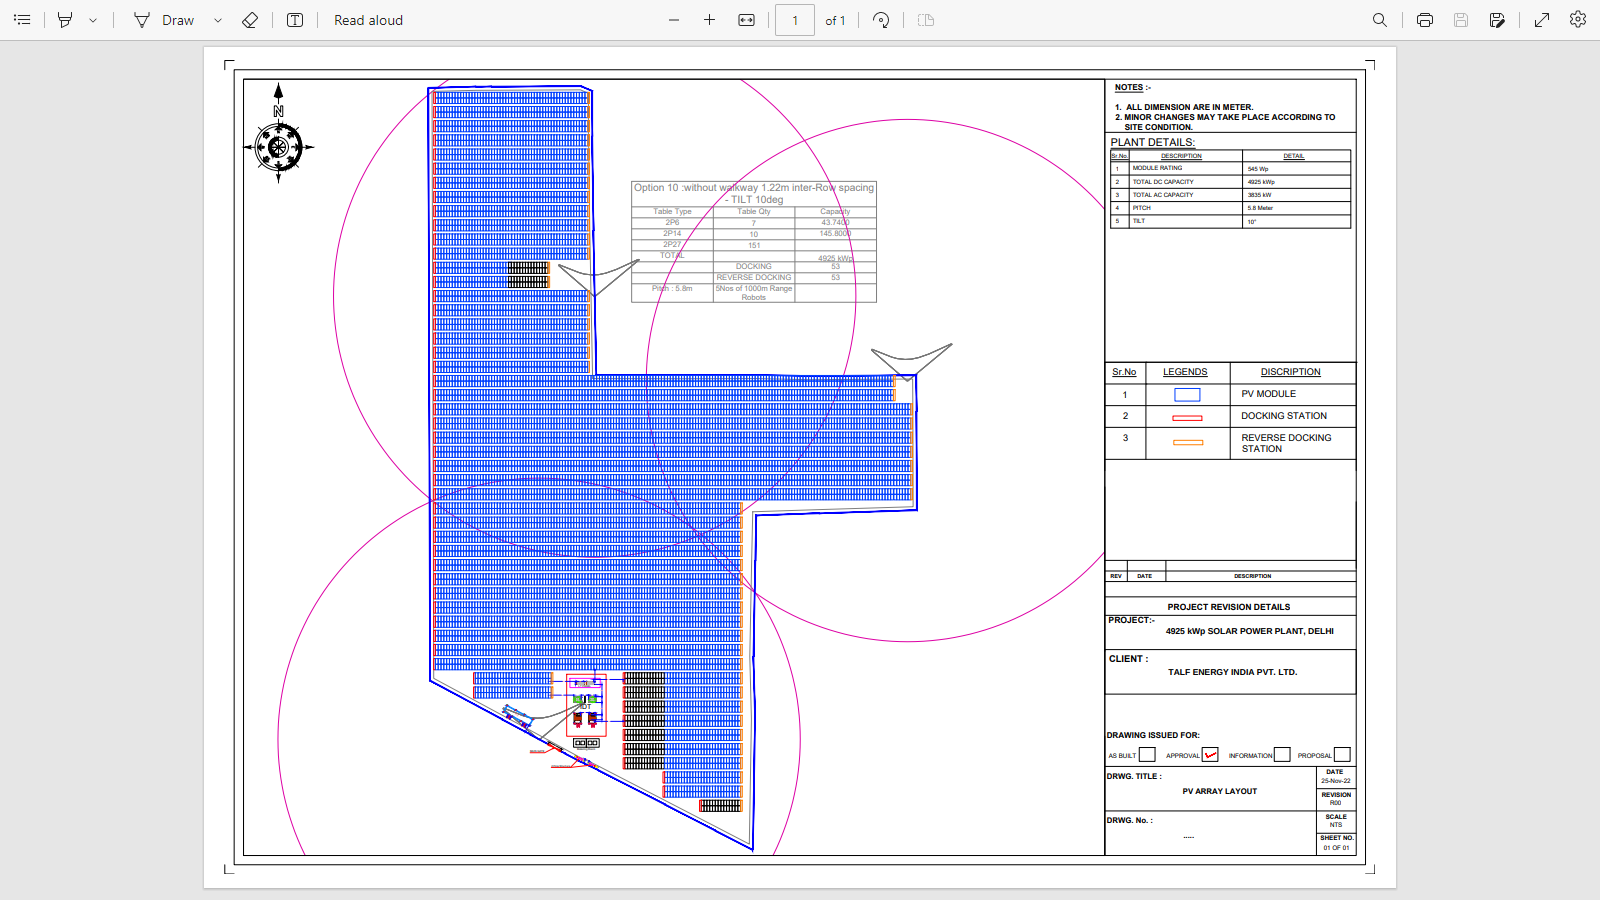 Draw
Read aloud
1
of 1
N
NOTES :-
1. ALL DIMENSION ARE IN METER.
2. MINOR CHANGES MAY TAKE PLACE ACCORDING TO
SITE CONDITION.
PLANT DETAILS:
Sr.No. DESCRIPTION DETAIL
1 MODULE RATING 545 Wp
2 TOTAL DC CAPACITY 4925 kWp
3 TOTAL AC CAPACITY 3835 kW
4 PITCH 5.8 Meter
5 TILT 10°
Option 10 :without walkway 1.22m inter-Row spacing
- TILT 10deg
Table Type Table Qty Capacity
2P6 7 43.7400
2P14 10 145.8000
2P27 151
TOTAL 4925 kWp
DOCKING 53
REVERSE DOCKING 53
Pitch : 5.8m 5Nos of 1000m Range
Robots
Sr.No LEGENDS DISCRIPTION
1 PV MODULE
2 DOCKING STATION
3 REVERSE DOCKING
STATION
REV DATE DESCRIPTION
PROJECT REVISION DETAILS
PROJECT:-
4925 kWp SOLAR POWER PLANT, DELHI
CLIENT :
TALF ENERGY INDIA PVT. LTD.
DRAWING ISSUED FOR:
AS BUILT APPROVAL INFORMATION PROPOSAL
DRWG. TITLE :
PV ARRAY LAYOUT
DATE
25-Nov-22
REVISION
R00
DRWG. No. :
.....
SCALE
NTS
SHEET NO.
01 OF 01